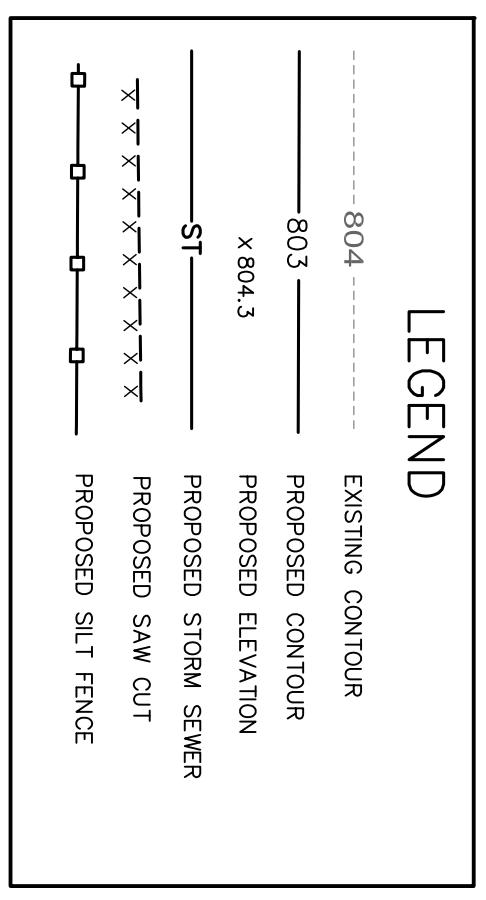 LEGEND
804 EXISTING CONTOUR
803 PROPOSED CONTOUR
x 804.3 PROPOSED ELEVATION
ST PROPOSED STORM SEWER
x x x x x x x x x x PROPOSED SAW CUT
PROPOSED SILT FENCE